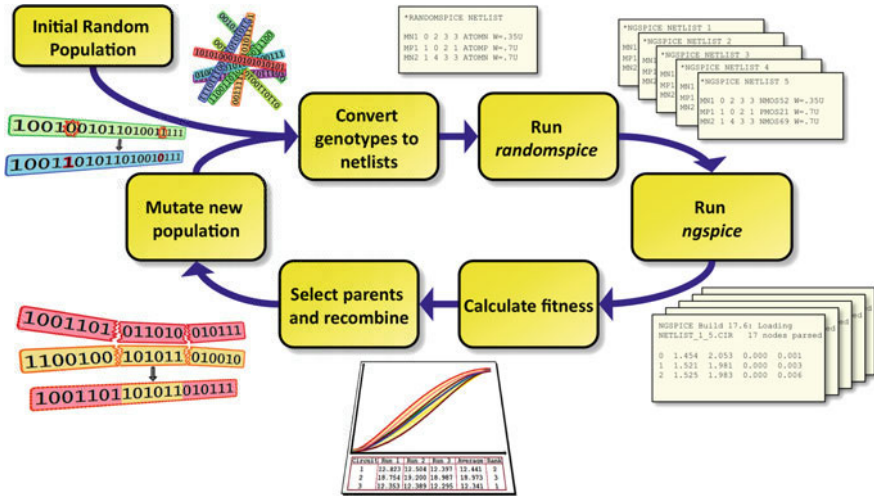 Initial Random
Population
*RANDOMSPICE NETLIST
MN1 0 2 3 3 ATOMN W=.35U
MP1 1 0 2 1 ATOMP W=.7U
MN2 1 4 3 3 ATOMN W=.7U
*NGSPICE NETLIST 1
*NGSPICE NETLIST 2
*NGSPICE NETLIST 3
*NGSPICE NETLIST 4
*NGSPICE NETLIST 5
MN1 0 2 3 3 NMOS52 W=.35U
MP1 1 0 2 1 PMOS21 W=.7U
MN2 1 4 3 3 NMOS69 W=.7U
Convert
genotypes to
netlists
Run
randomspice
Run
ngspice
Calculate fitness
Select parents
and recombine
Mutate new
population
1001101 011010 010111
1100100 101011 010010
1001101 101011 010111
NGSPICE Build 17.6: Loading
NETLIST_1_5.CIR 17 nodes parsed
0 1.454 2.053 0.000 0.001
1 1.521 1.981 0.000 0.003
2 1.525 1.983 0.000 0.006
Circuit Run 1 Run 2 Run 3 Average Rank
1 12.823 12.504 12.397 12.441 2
2 18.754 19.200 18.987 18.973 3
3 12.353 12.389 12.295 12.341 1